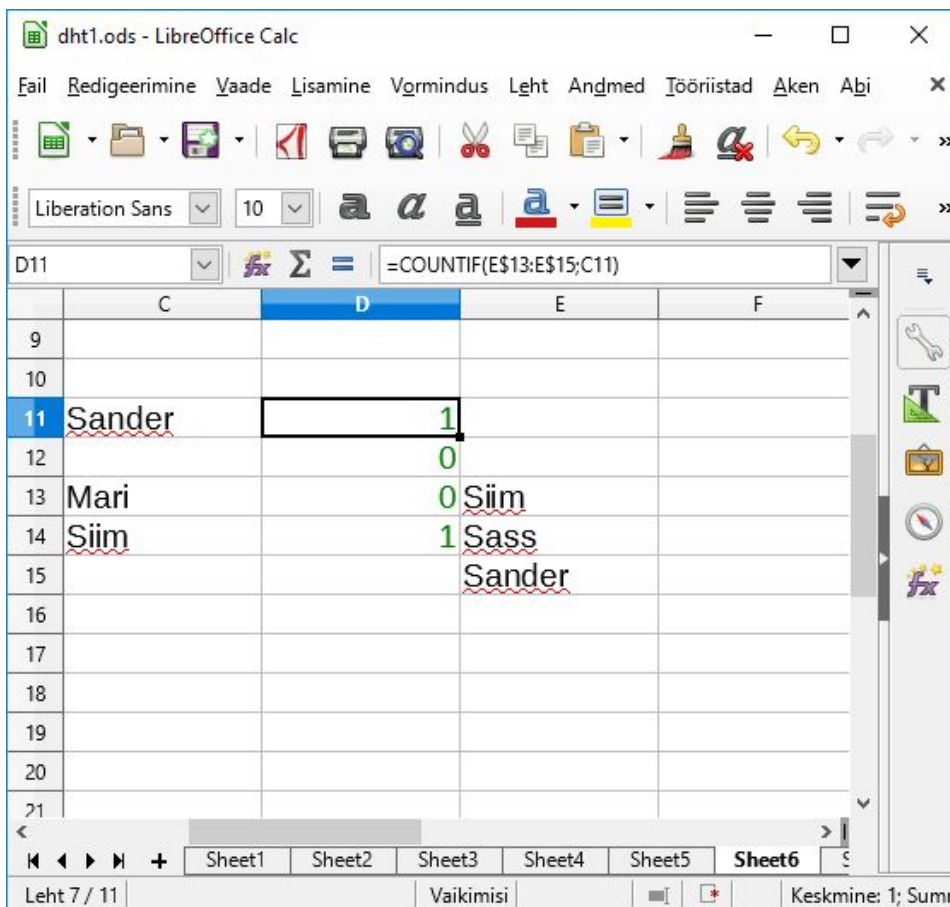 dht1.ods - LibreOffice Calc
Fail Redigeerimine Vaade Lisamine Vormindus Leht Andmed Tööriistad Aken Abi
Liberation Sans 10 a a a a
D11 fx Σ = =COUNTIF(E$13:E$15;C11)
C D E F
9
10
11 Sander 1
12 0
13 Mari 0 Siim
14 Siim 1 Sass
15 Sander
16
17
18
19
20
21
+ Sheet1 Sheet2 Sheet3 Sheet4 Sheet5 Sheet6 S
Leht 7 / 11 Vaikimisi Keskmine: 1; Sum